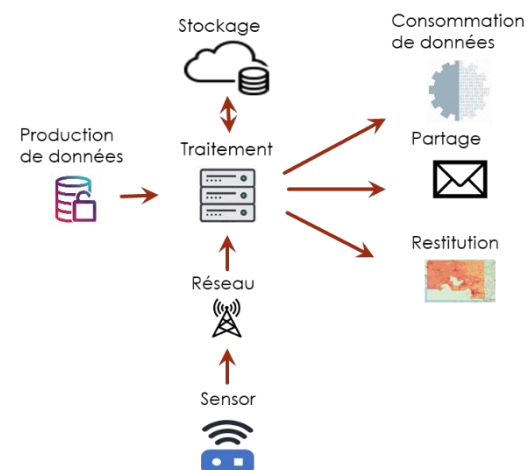 Stockage
Consommation
de données
Production
de données
Traitement
Partage
Restitution
Réseau
Sensor